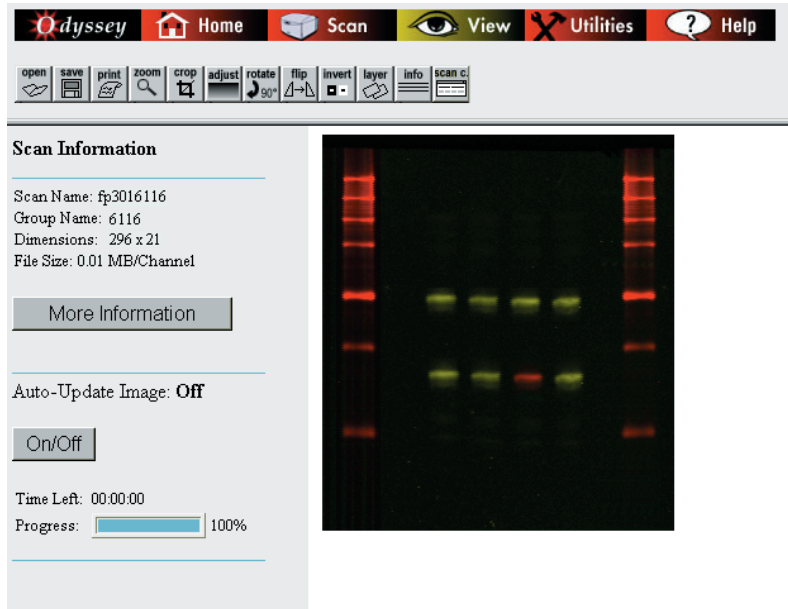 Odyssey Home Scan View Utilities ? Help
open save print zoom crop adjust rotate 90° flip invert layer info scan c.
Scan Information
Scan Name: fp3016116
Group Name: 6116
Dimensions: 296 x 21
File Size: 0.01 MB/Channel
More Information
Auto-Update Image: Off
On/Off
Time Left: 00:00:00
Progress: 100%